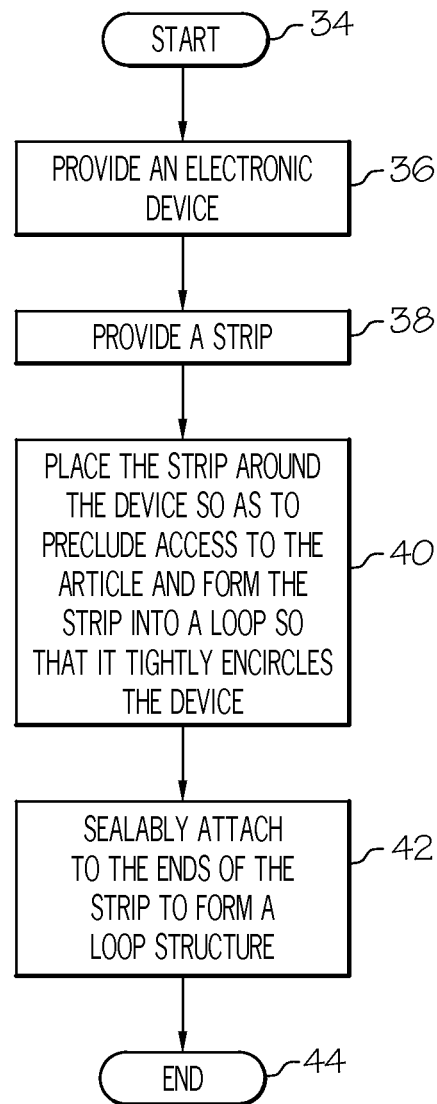 START
34
PROVIDE AN ELECTRONIC
DEVICE
36
PROVIDE A STRIP
38
PLACE THE STRIP AROUND
THE DEVICE SO AS TO
PRECLUDE ACCESS TO THE
ARTICLE AND FORM THE
STRIP INTO A LOOP SO
THAT IT TIGHTLY ENCIRCLES
THE DEVICE
40
SEALABLY ATTACH
TO THE ENDS OF THE
STRIP TO FORM A
LOOP STRUCTURE
42
END
44